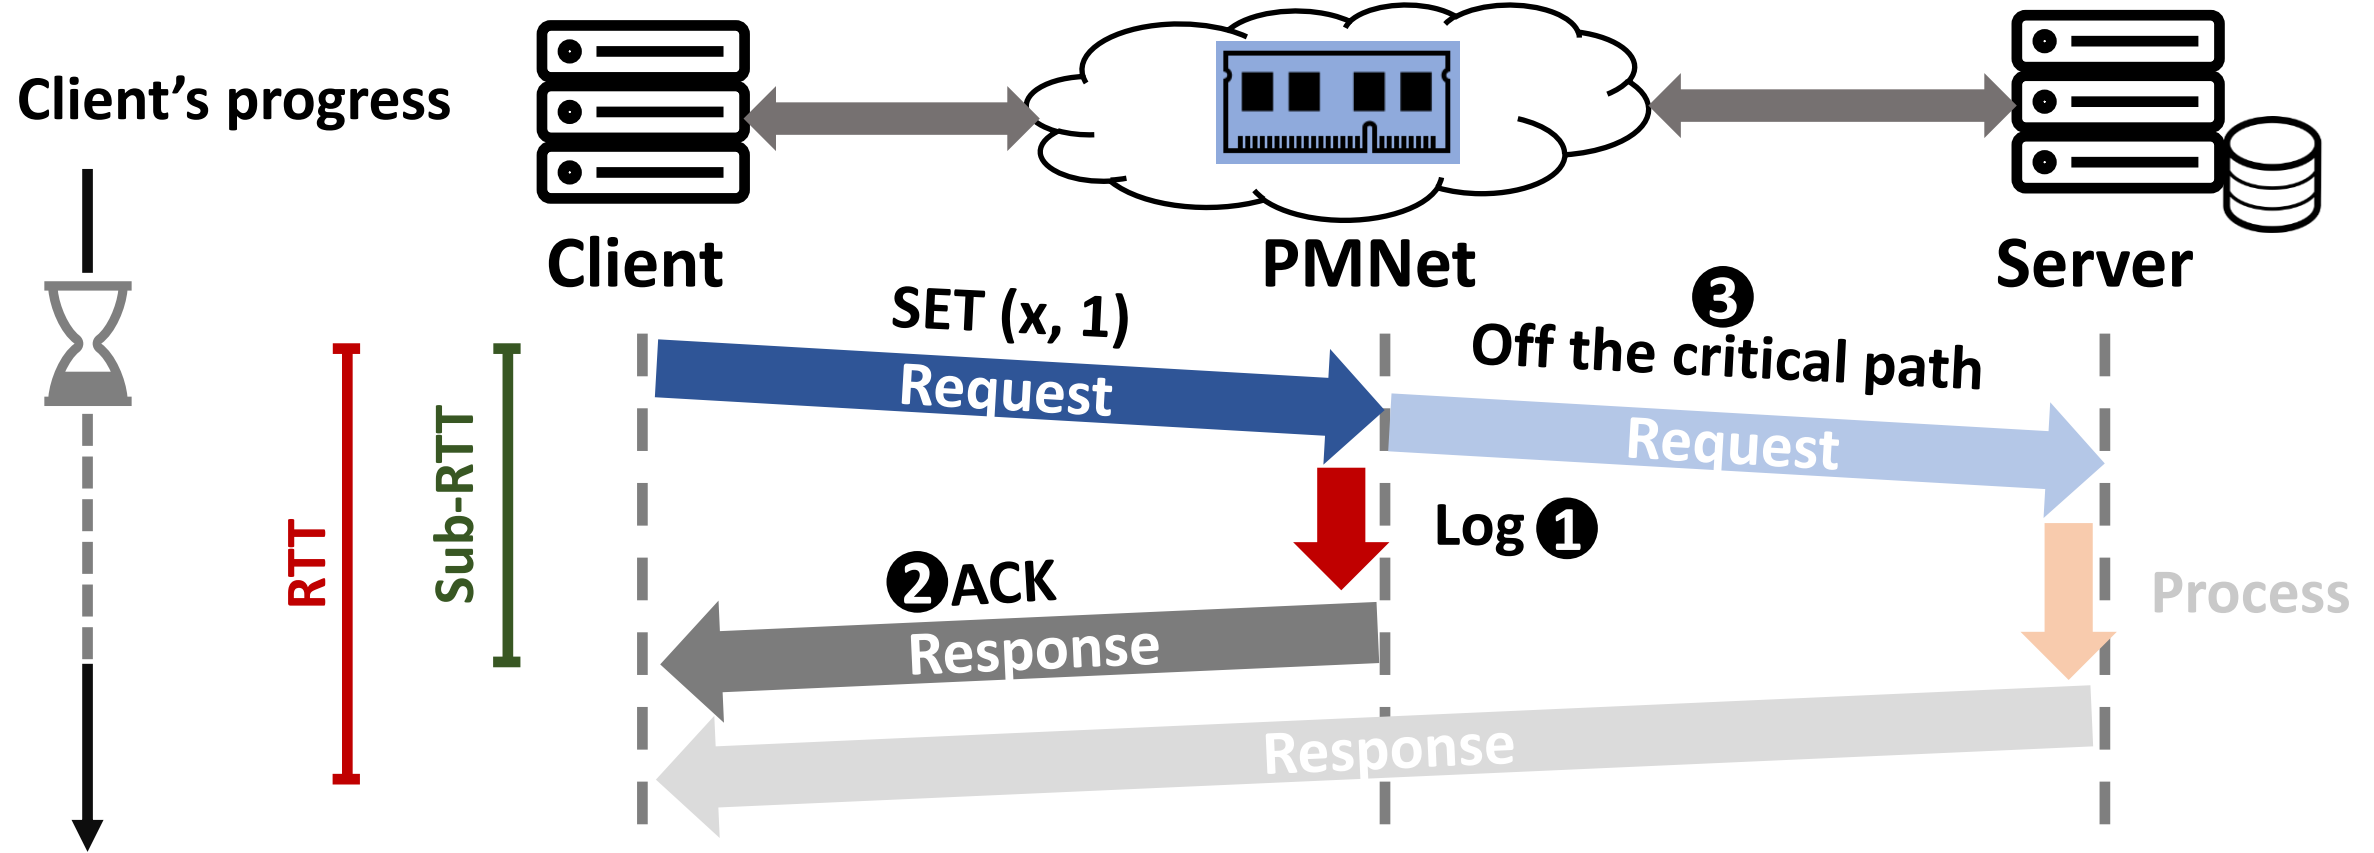 Client's progress
Client
PMNet
Server
SET (x, 1)
❸
Off the critical path
Request
Request
Log ❶
❷ACK
Process
Response
Response
RTT
Sub-RTT